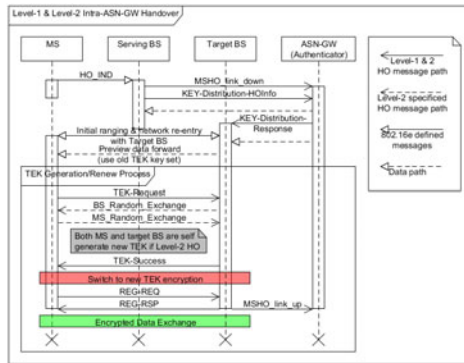 Level-1 & Level-2 Intra-ASN-GW Handover
MS
Serving BS
Target BS
ASN-GW
(Authenticator)
HO_IND
MSHO_link_down
KEY-Distribution-HOInfo
KEY-Distribution-
Response
Initial ranging & network re-entry
with Target BS
Preview data forward
(use old TEK key set)
TEK Generation/Renew Process
TEK-Request
BS_Random_Exchange
MS_Random_Exchange
Both MS and target BS are self
generate new TEK if Level-2 HO
TEK-Success
Switch to new TEK encryption
REG-REQ
REG-RSP
MSHO_link_up
Encrypted Data Exchange
Level-1 & 2
HO message path
Level-2 specificed
HO message path
802.16e defined
messages
Data path